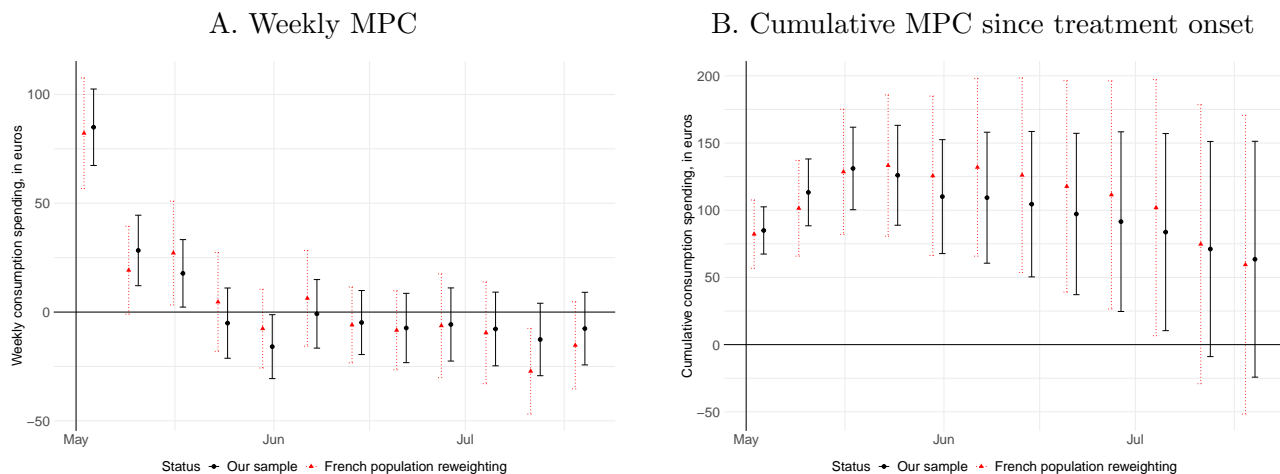 A. Weekly MPC
Weekly consumption spending, in euros
100
50
0
−50
May
Jun
Jul
Status
Our sample
French population reweighting
B. Cumulative MPC since treatment onset
Cumulative consumption spending, in euros
200
150
100
50
0
−50
May
Jun
Jul
Status
Our sample
French population reweighting